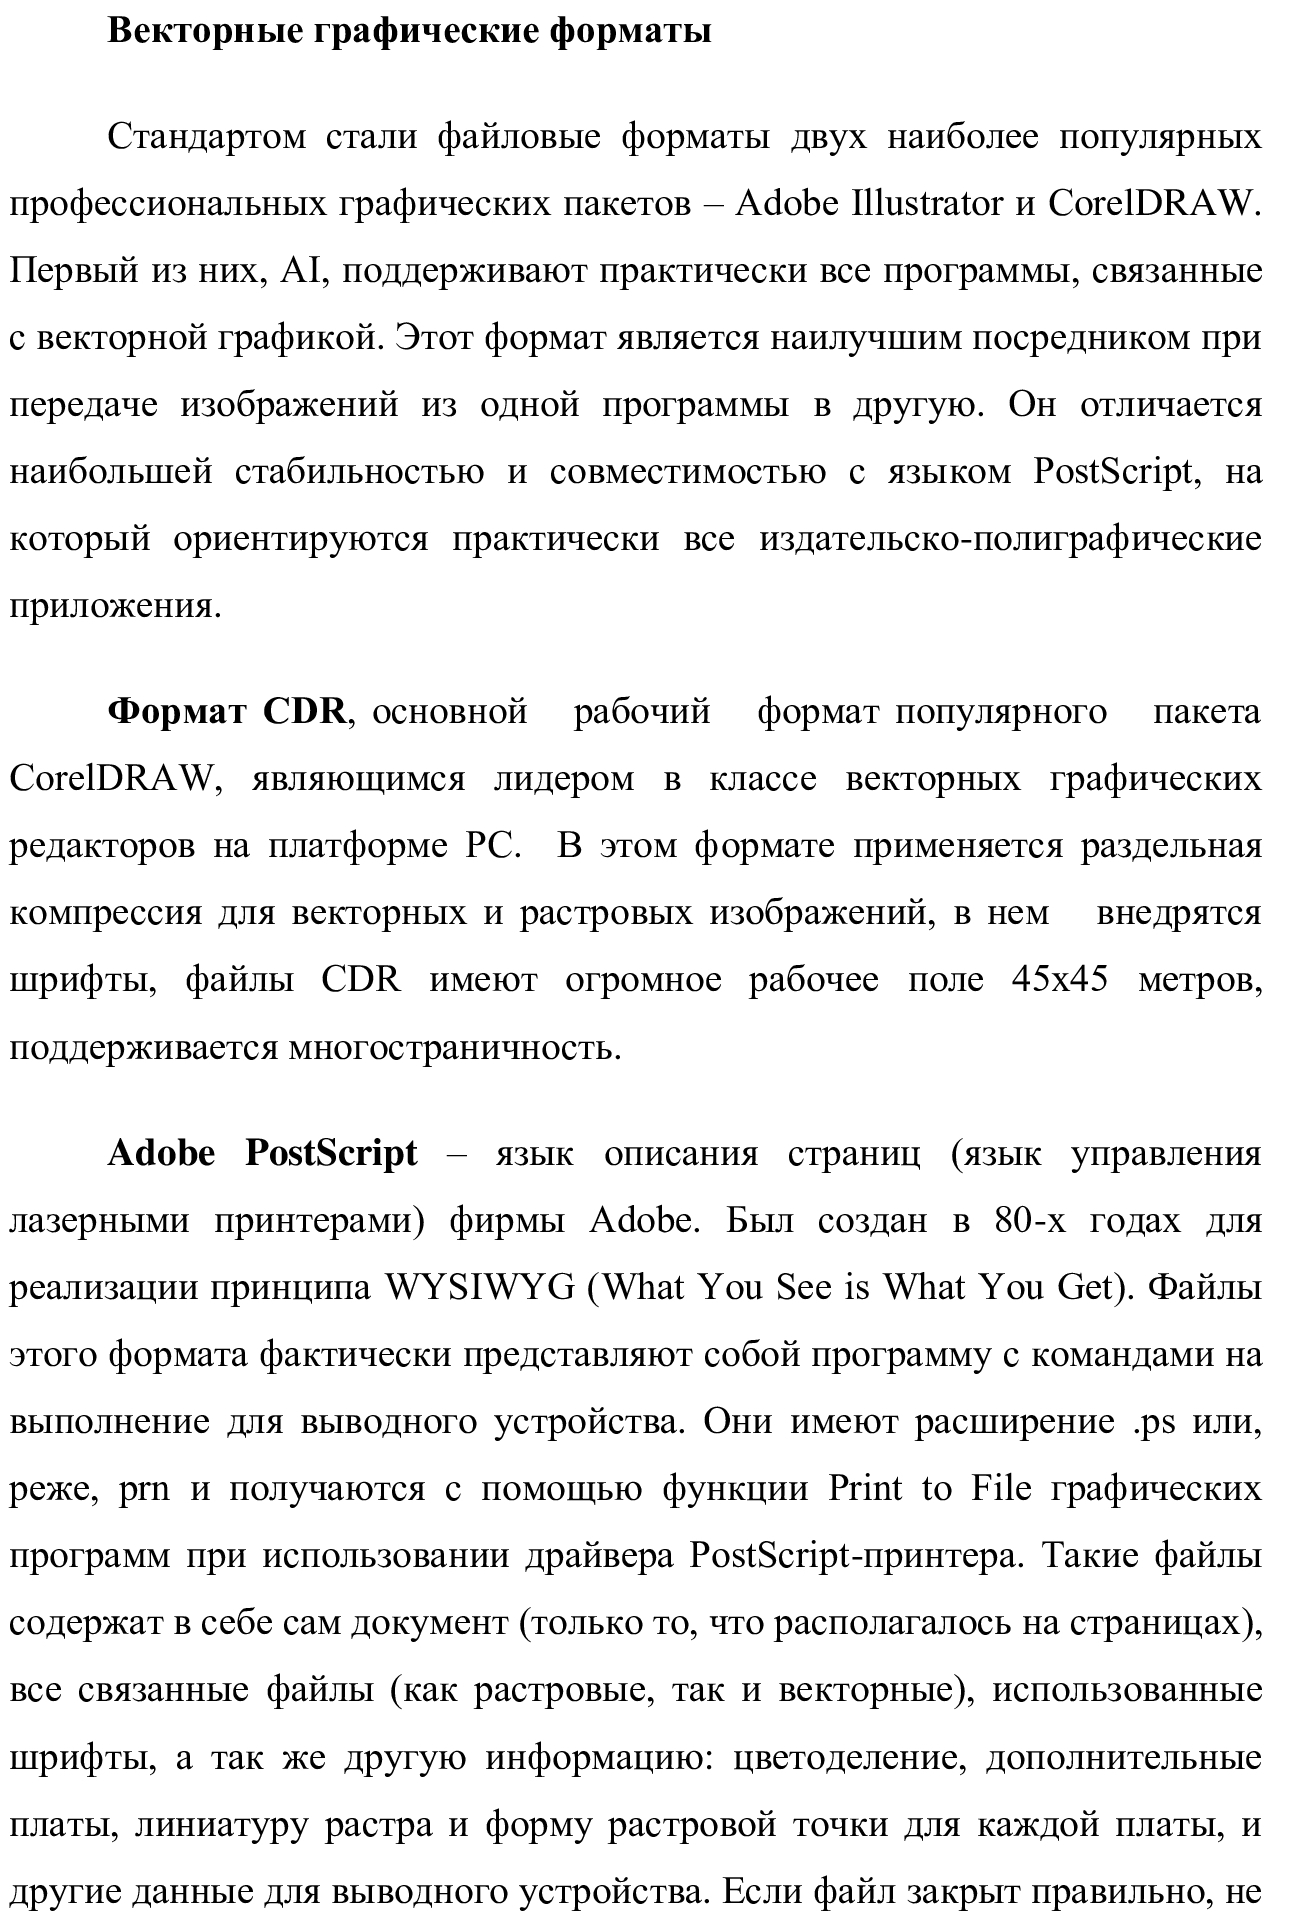 Векторные графические форматы
Стандартом стали файловые форматы двух наиболее популярных
профессиональных графических пакетов – Adobe Illustrator и CorelDRAW.
Первый из них, AI, поддерживают практически все программы, связанные
с векторной графикой. Этот формат является наилучшим посредником при
передаче изображений из одной программы в другую. Он отличается
наибольшей стабильностью и совместимостью с языком PostScript, на
который ориентируются практически все издательско-полиграфические
приложения.
Формат CDR, основной рабочий формат популярного пакета
CorelDRAW, являющимся лидером в классе векторных графических
редакторов на платформе PC. В этом формате применяется раздельная
компрессия для векторных и растровых изображений, в нем внедрятся
шрифты, файлы CDR имеют огромное рабочее поле 45х45 метров,
поддерживается многостраничность.
Adobe PostScript – язык описания страниц (язык управления
лазерными принтерами) фирмы Adobe. Был создан в 80-х годах для
реализации принципа WYSIWYG (What You See is What You Get). Файлы
этого формата фактически представляют собой программу с командами на
выполнение для выводного устройства. Они имеют расширение .ps или,
реже, prn и получаются с помощью функции Print to File графических
программ при использовании драйвера PostScript-принтера. Такие файлы
содержат в себе сам документ (только то, что располагалось на страницах),
все связанные файлы (как растровые, так и векторные), использованные
шрифты, а так же другую информацию: цветоделение, дополнительные
платы, линиатуру растра и форму растровой точки для каждой платы, и
другие данные для выводного устройства. Если файл закрыт правильно, не